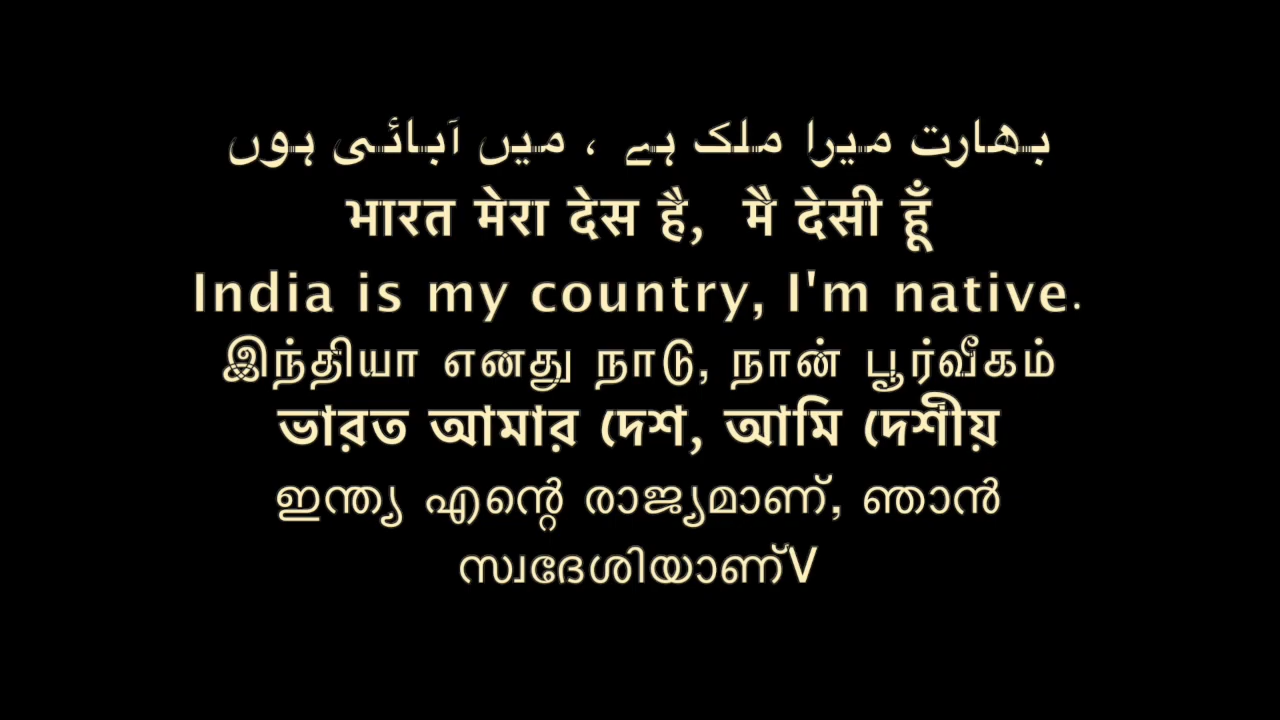 بھارت میرا ملک ہے ، میں آبائی ہوں
भारत मेरा देस है, मै देसी हूँ
India is my country, I'm native.
இந்தியா எனது நாடு, நான் பூர்வீகம்
ভারত আমার দেশ, আমি দেশীয়
ഇന്ത്യ എന്റെ രാജ്യമാണ്, ഞാൻ
സ്വദേശിയാണ്V